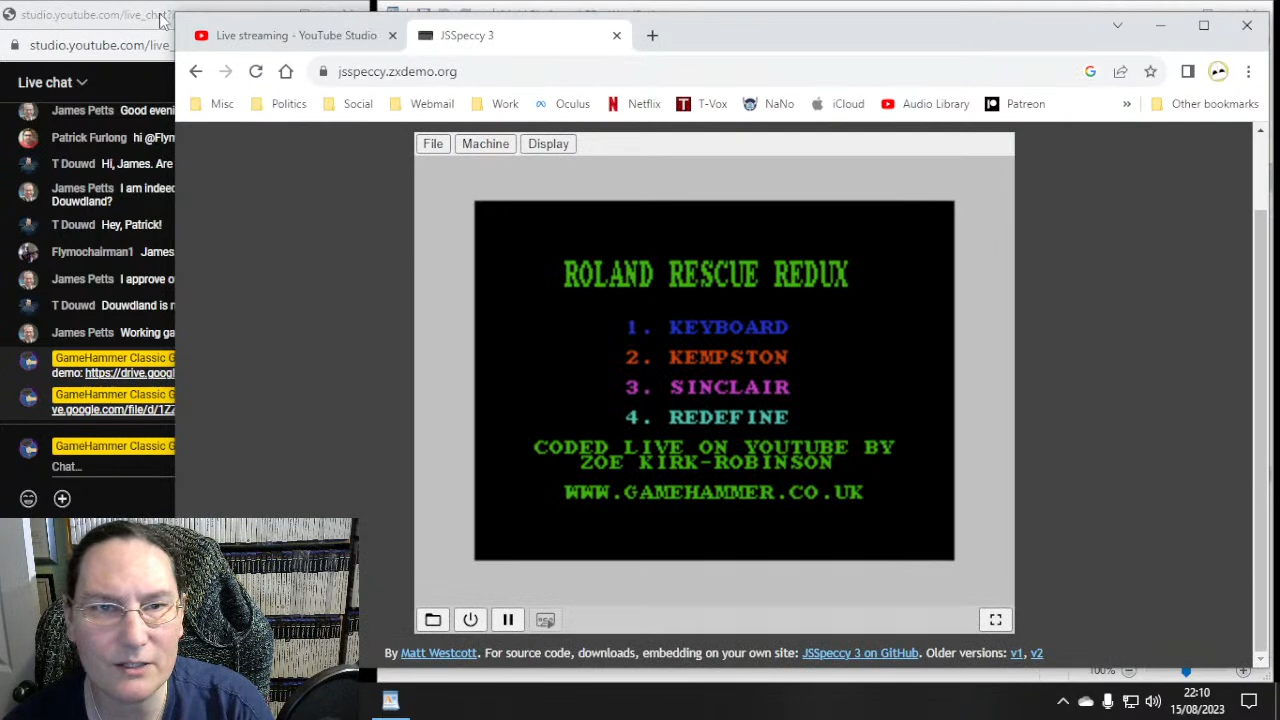 studio.youtube.com/live_chat?
studio.youtube.com/live_
Live chat
James Petts Good eveni
Patrick Furlong hi @Flym
T Douwd Hi, James. Are
James Petts I am indeed
Douwdland?
T Douwd Hey, Patrick!
Flymochairman1 James
James Petts I approve o
T Douwd Douwdland is n
James Petts Working ga
GameHammer Classic G
demo: https://drive.googl
GameHammer Classic G
ve.google.com/file/d/1Z
GameHammer Classic G
Chat...
Live streaming - YouTube Studio
JSSpeccy 3
jsspeccy.zxdemo.org
Misc
Politics
Social
Webmail
Work
Oculus
Netflix
T T-Vox
NaNo
iCloud
Audio Library
Patreon
»
Other bookmarks
File
Machine
Display
ROLAND RESCUE REDUX
1. KEYBOARD
2. KEMPSTON
3. SINCLAIR
4. REDEFINE
CODED LIVE ON YOUTUBE BY
ZOE KIRK-ROBINSON
WWW.GAMEHAMMER.CO.UK
By Matt Westcott. For source code, downloads, embedding on your own site: JSSpeccy 3 on GitHub. Older versions: v1, v2
100%
22:10
15/08/2023